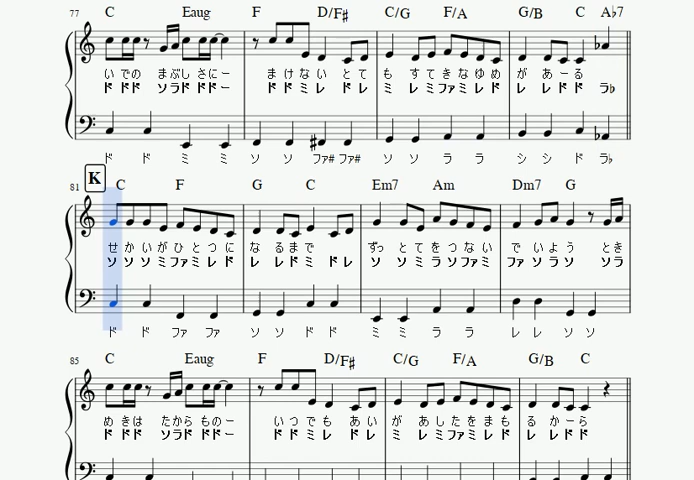 77 C Eaug F D/F♯ C/G F/A G/B C A♭7
いでの まぶしさにー まけない とて も すてきなゆめ が あーる
ド ドド ソラド ドドー ド ド ミ レ ド レ ミ レ ミ ファ ミ レ ド レ ミ レ ド ド ラ♭
ド ド ミ ミ ソ ソ ファ# ファ# ソ ソ ラ ラ シ シ ド ラ♭
K
81 C F G C Em7 Am Dm7 G
せ か い が ひ と つ に な る ま で ずっ と て を つ な い で い よ う と き
ソ ソ ソ ミ ファ ミ レ ド レ レ ド ミ ド レ ソ ソ ミ ソ ファ ミ ファ ソ ラ ソ ソ ラ
ド ド ファ ファ ソ ソ ド ド ミ ミ ラ ラ レ レ ソ ソ
85 C Eaug F D/F♯ C/G F/A G/B C
め きは たから ものー い つ で も あ い が あ し た を ま も る か ー ら
ド ドド ソラド ドドー ド ド ミ レ ド レ ミ レ ミ ファ ミ レ ド レ ミ レ ド ド